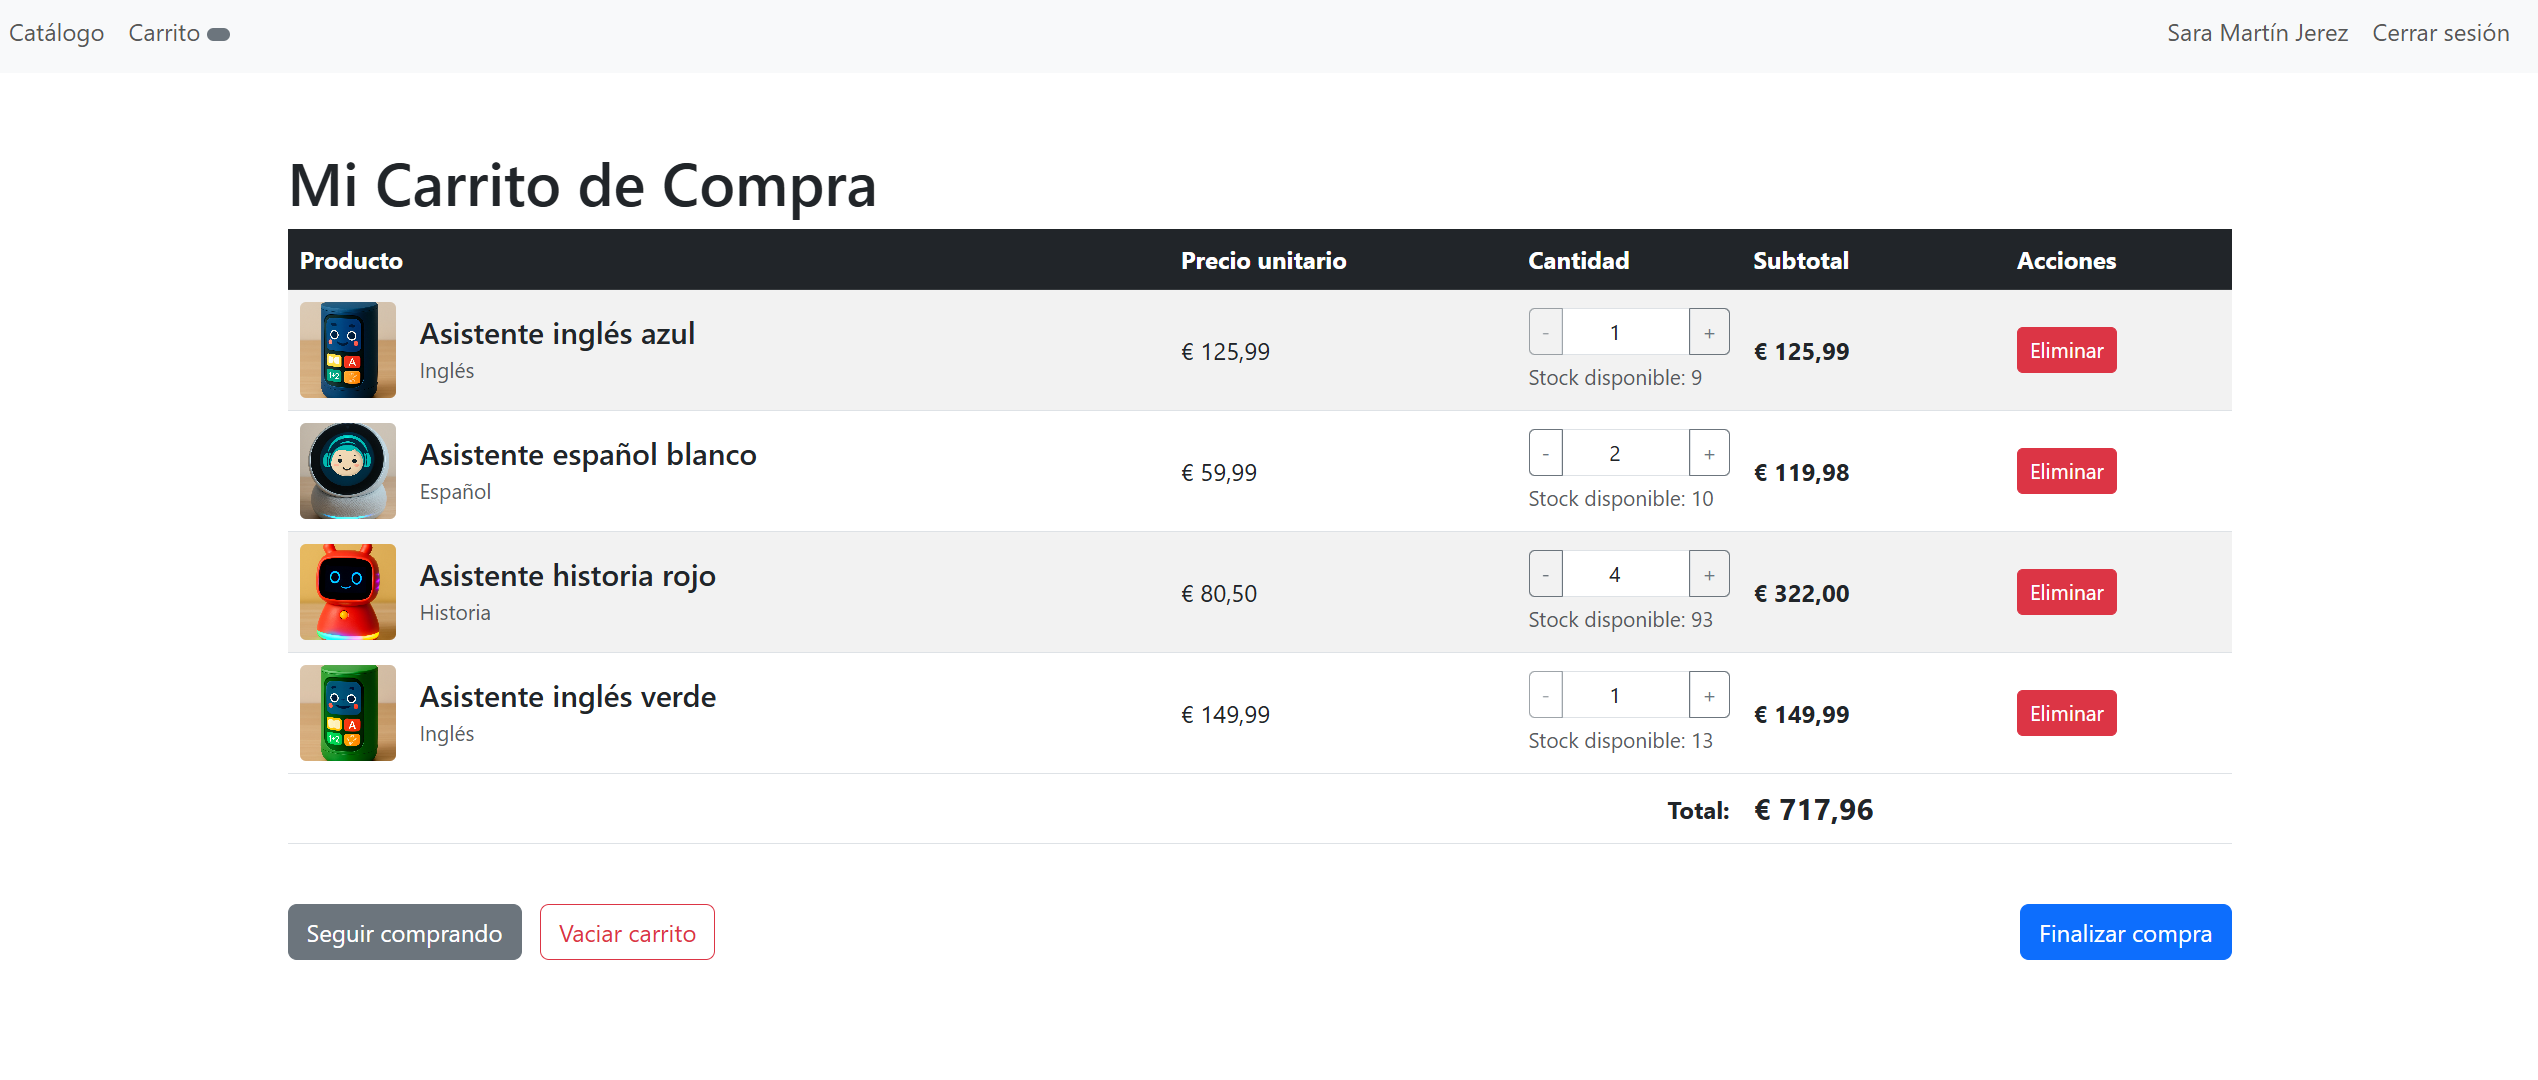 Catálogo Carrito Sara Martín Jerez Cerrar sesión
Mi Carrito de Compra
Producto Precio unitario Cantidad Subtotal Acciones
Asistente inglés azul
Inglés
€ 125,99
- 1 +
Stock disponible: 9
€ 125,99
Eliminar
Asistente español blanco
Español
€ 59,99
- 2 +
Stock disponible: 10
€ 119,98
Eliminar
Asistente historia rojo
Historia
€ 80,50
- 4 +
Stock disponible: 93
€ 322,00
Eliminar
Asistente inglés verde
Inglés
€ 149,99
- 1 +
Stock disponible: 13
€ 149,99
Eliminar
Total: € 717,96
Seguir comprando Vaciar carrito Finalizar compra